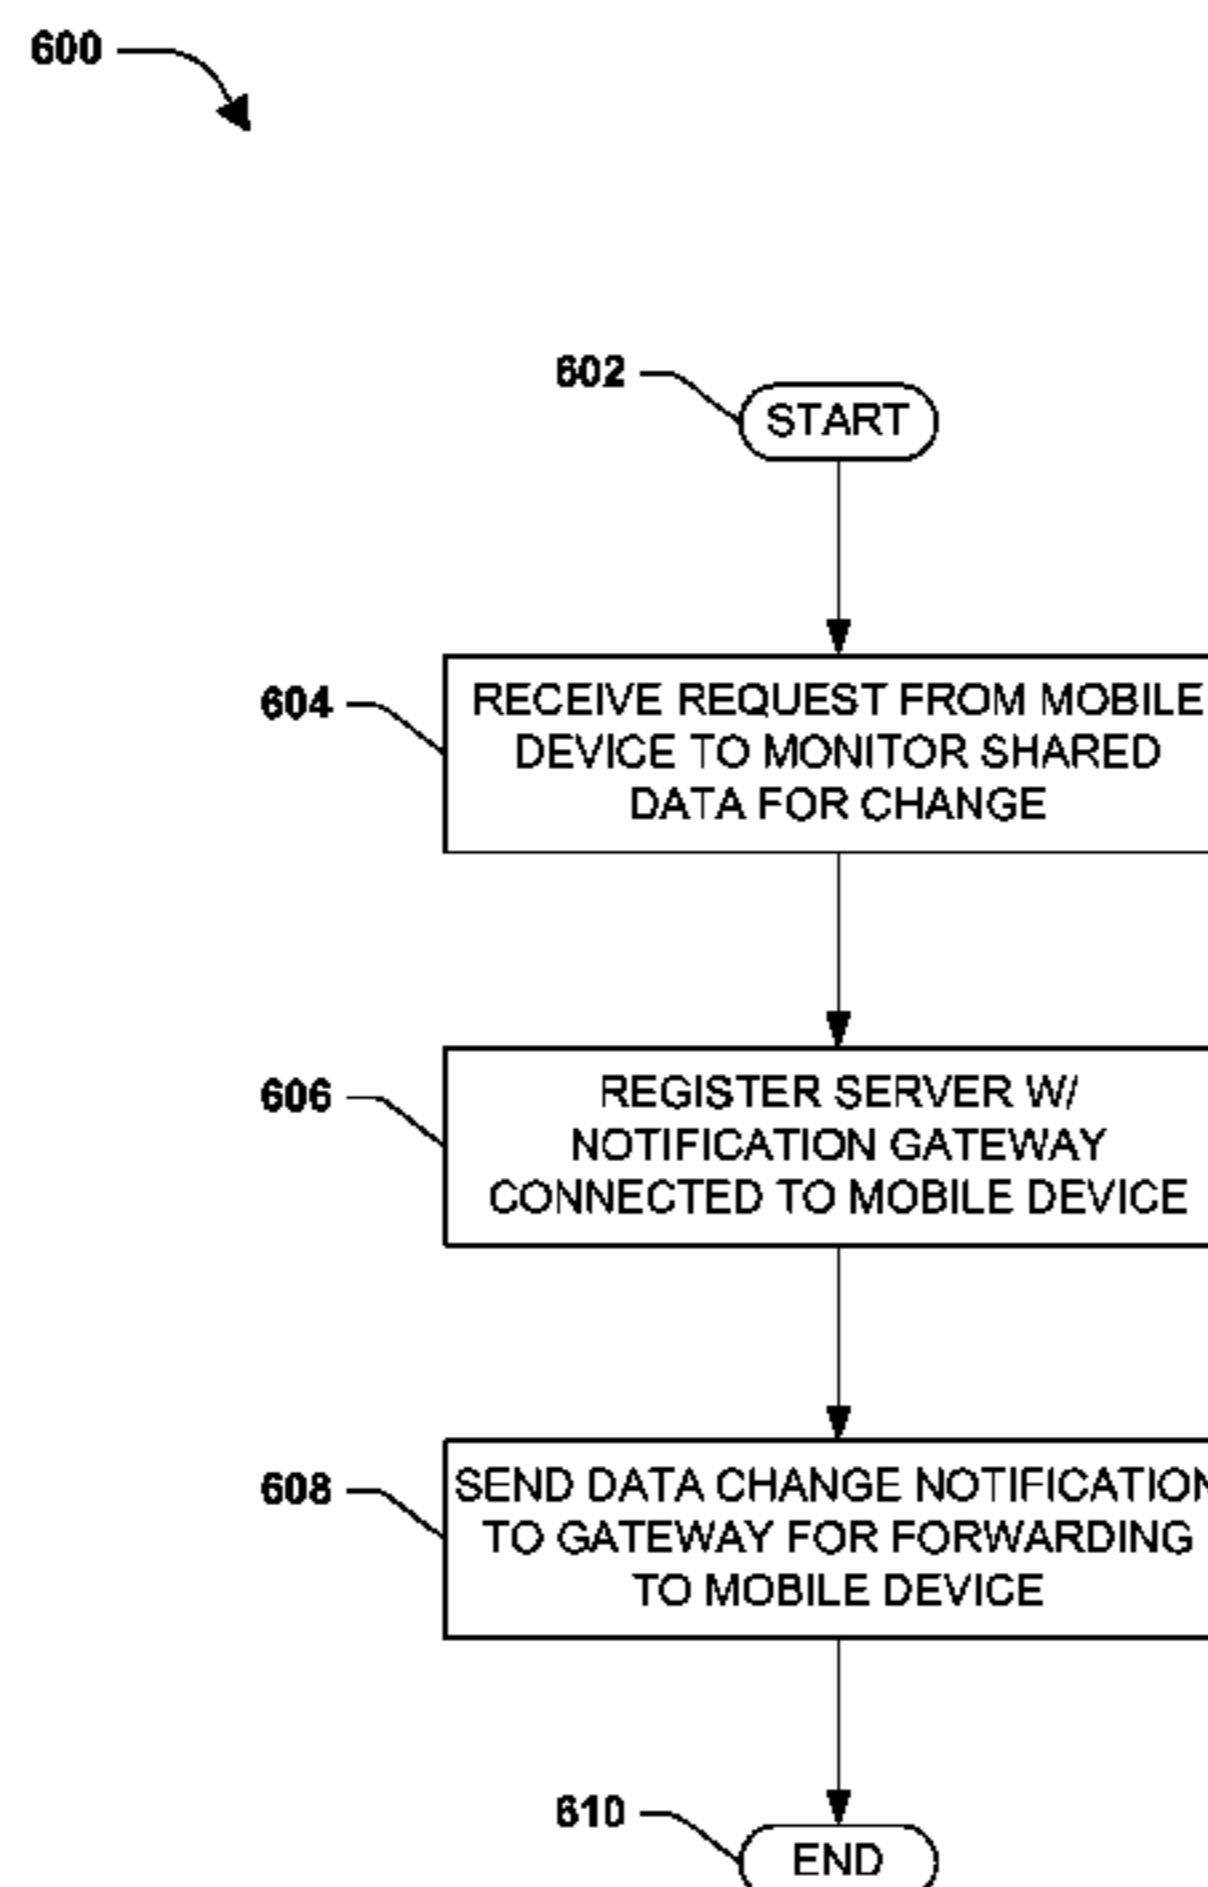 600
602
START
604
RECEIVE REQUEST FROM MOBILE
DEVICE TO MONITOR SHARED
DATA FOR CHANGE
606
REGISTER SERVER W/
NOTIFICATION GATEWAY
CONNECTED TO MOBILE DEVICE
608
SEND DATA CHANGE NOTIFICATION
TO GATEWAY FOR FORWARDING
TO MOBILE DEVICE
610
END